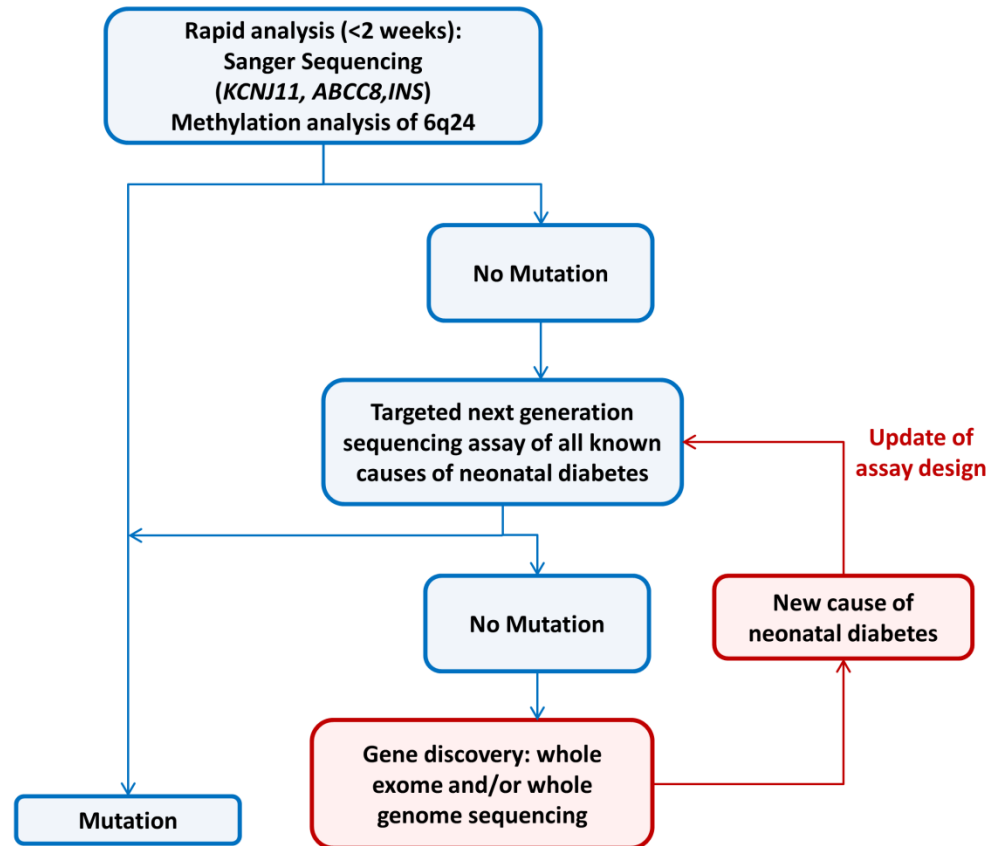 Rapid analysis (<2 weeks):
Sanger Sequencing
(KCNJ11, ABCC8,INS)
Methylation analysis of 6q24
No Mutation
Targeted next generation
sequencing assay of all known
causes of neonatal diabetes
Update of
assay design
No Mutation
New cause of
neonatal diabetes
Gene discovery: whole
exome and/or whole
genome sequencing
Mutation